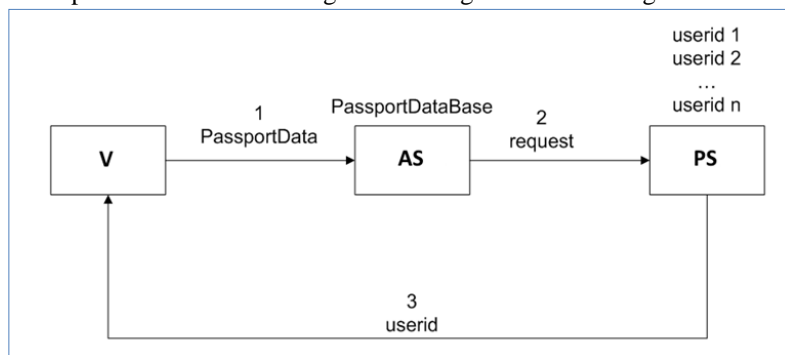 userid 1
userid 2
...
userid n
1
PassportData
PassportDataBase
2
request
V
AS
PS
3
userid